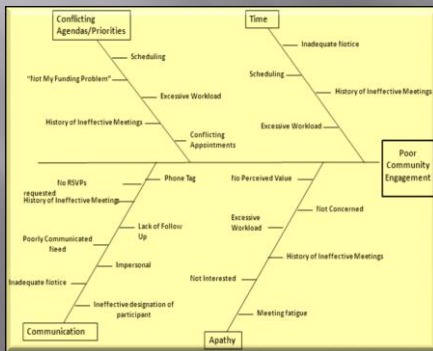 Conflicting
Agendas/Priorities
Time
Scheduling
"Not My Funding Problem"
Excessive Workload
History of Ineffective Meetings
Conflicting
Appointments
Inadequate Notice
Scheduling
History of Ineffective Meetings
Excessive Workload
Poor
Community
Engagement
No RSVPs
requested
Phone Tag
History of Ineffective Meetings
Lack of Follow
Up
Poorly Communicated
Need
Impersonal
Inadequate Notice
Ineffective designation of
participant
Communication
No Perceived Value
Not Concerned
Excessive
Workload
History of Ineffective Meetings
Not Interested
Meeting fatigue
Apathy